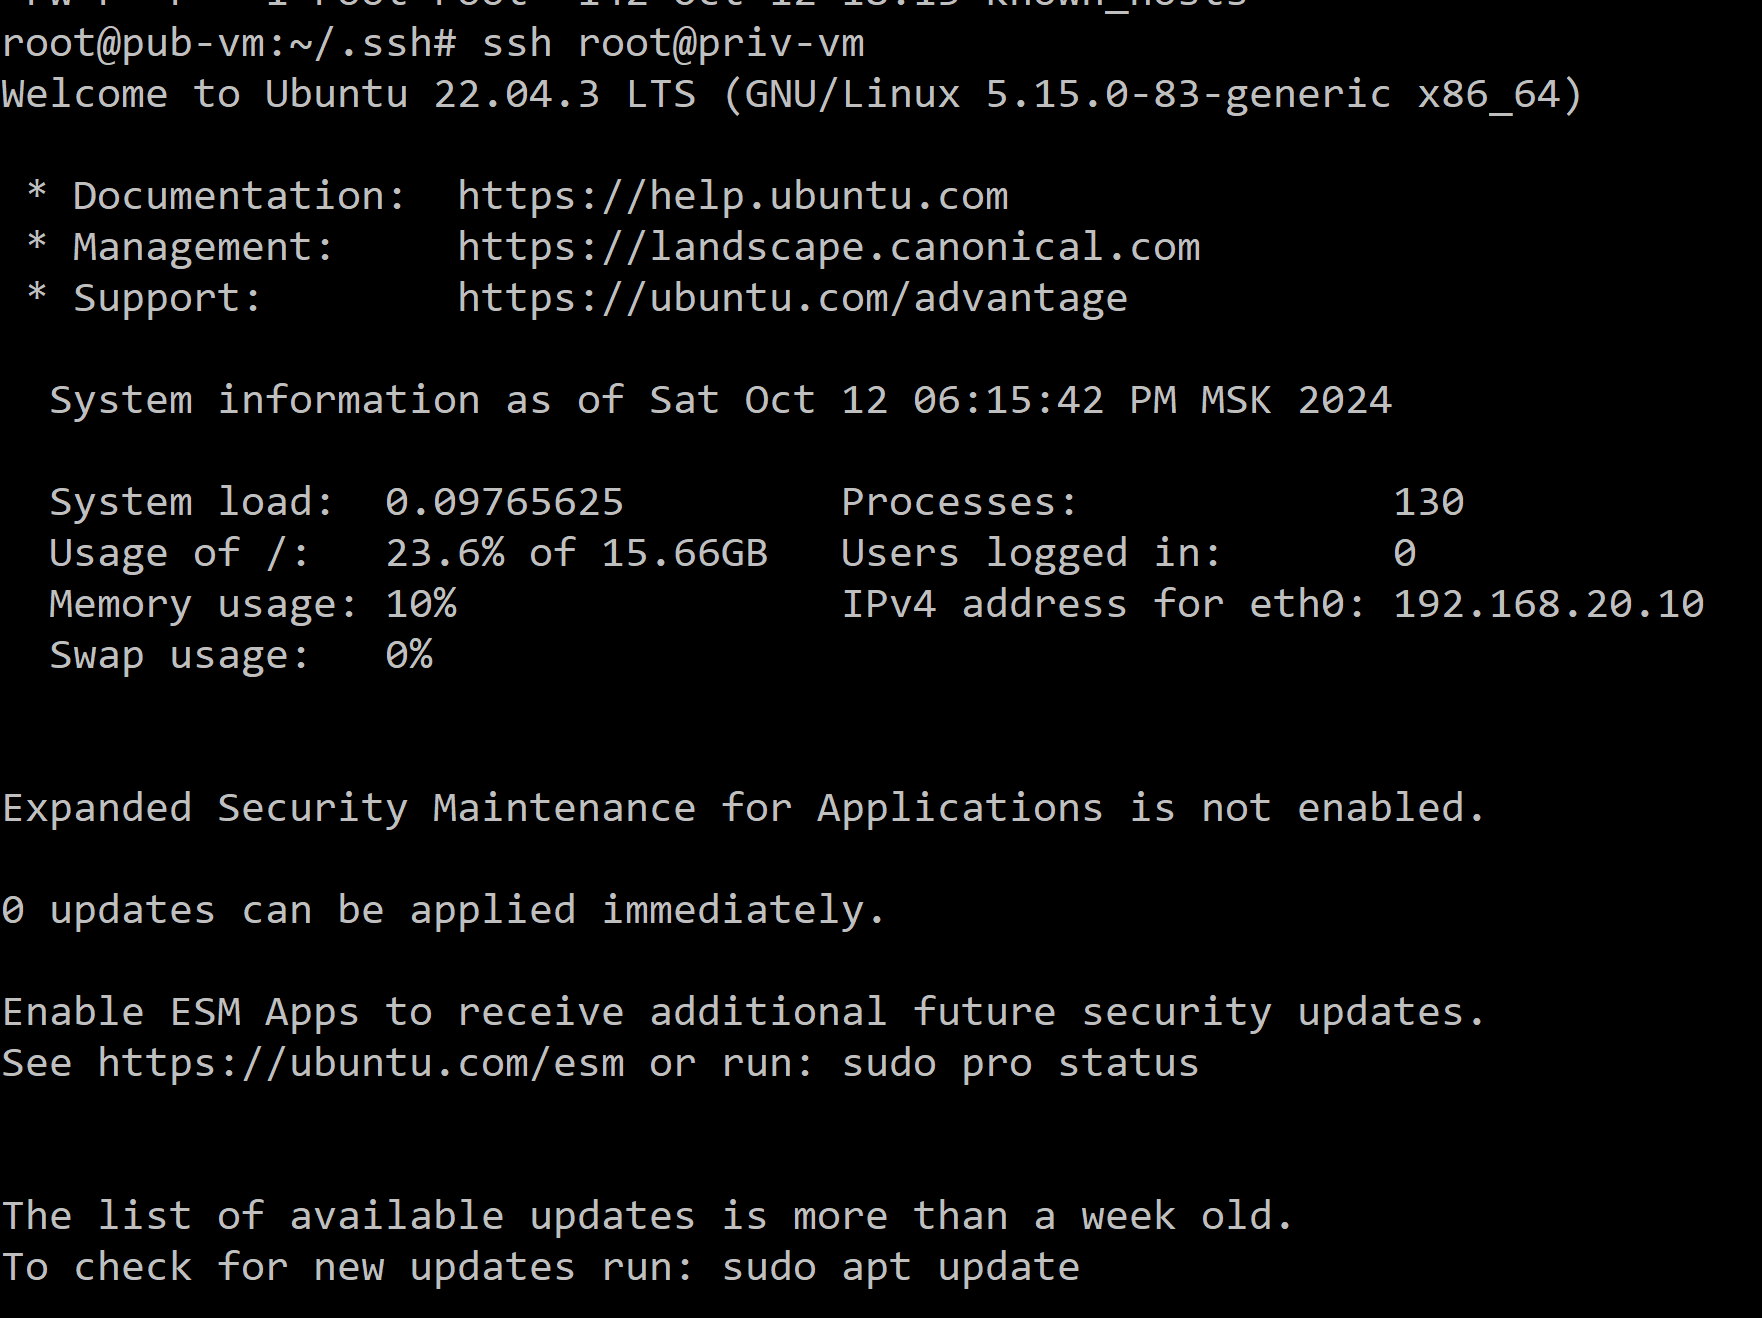 root@pub-vm:~/.ssh# ssh root@priv-vm
Welcome to Ubuntu 22.04.3 LTS (GNU/Linux 5.15.0-83-generic x86_64)
* Documentation:  https://help.ubuntu.com
* Management:     https://landscape.canonical.com
* Support:        https://ubuntu.com/advantage
System information as of Sat Oct 12 06:15:42 PM MSK 2024
System load:  0.09765625         Processes:             130
Usage of /:   23.6% of 15.66GB   Users logged in:       0
Memory usage: 10%                IPv4 address for eth0: 192.168.20.10
Swap usage:   0%
Expanded Security Maintenance for Applications is not enabled.
0 updates can be applied immediately.
Enable ESM Apps to receive additional future security updates.
See https://ubuntu.com/esm or run: sudo pro status
The list of available updates is more than a week old.
To check for new updates run: sudo apt update